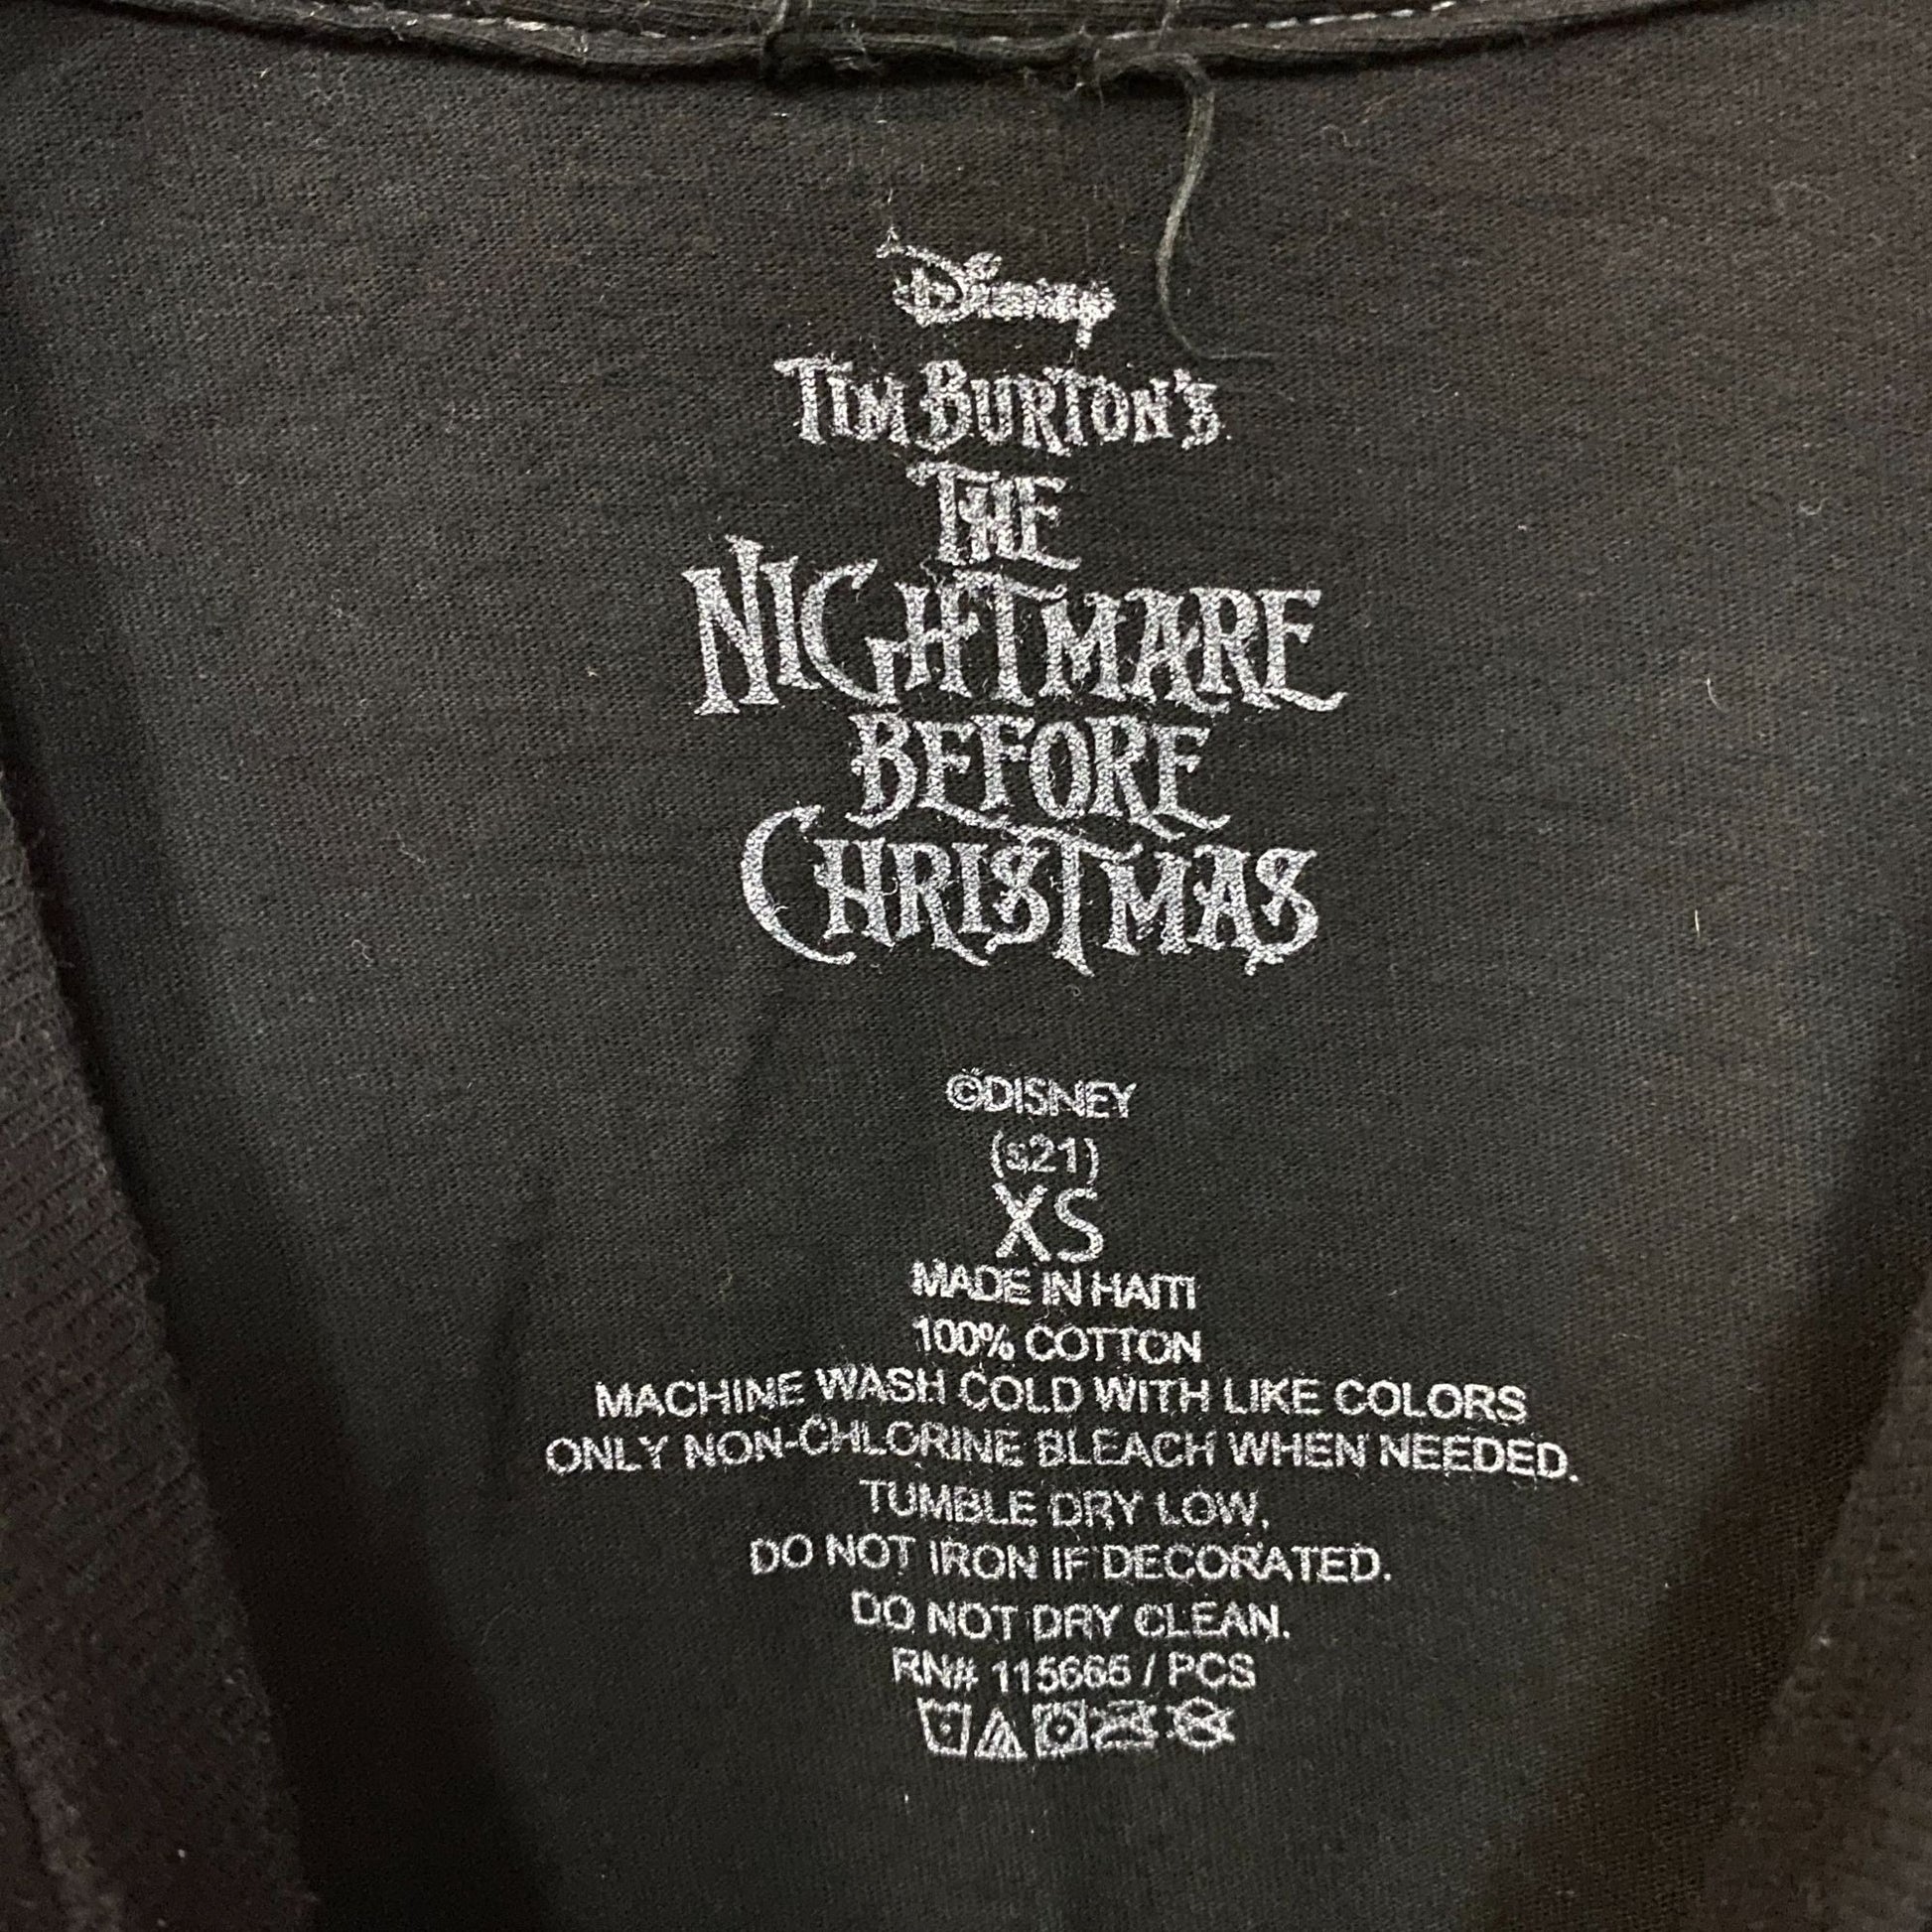 Disney
TIM BURTON'S
THE
NIGHTMARE
BEFORE
CHRISTMAS
©DISNEY
(s21)
XS
MADE IN HAITI
100% COTTON
MACHINE WASH COLD WITH LIKE COLORS
ONLY NON-CHLORINE BLEACH WHEN NEEDED.
TUMBLE DRY LOW,
DO NOT IRON IF DECORATED.
DO NOT DRY CLEAN.
RN# 115666 / PCS